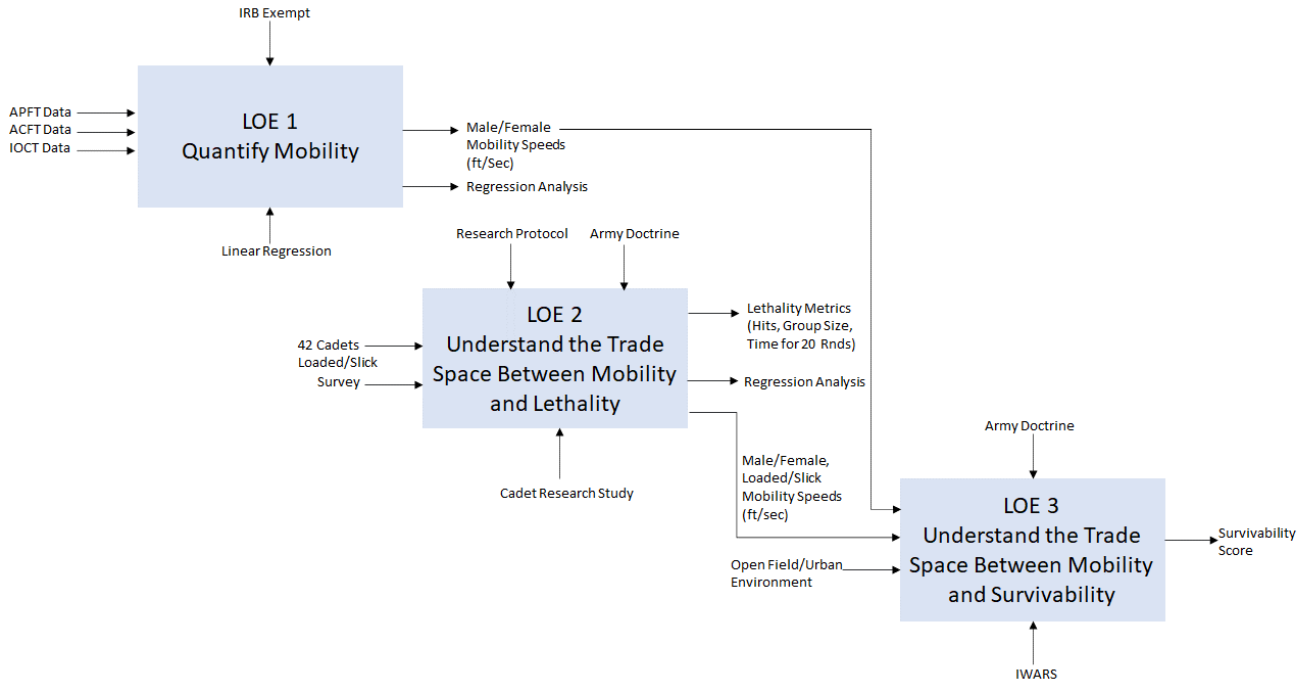 IRB Exempt
APFT Data
ACFT Data
IOCT Data
LOE 1
Quantify Mobility
Male/Female
Mobility Speeds
(ft/Sec)
Regression Analysis
Linear Regression
Research Protocol
Army Doctrine
42 Cadets
Loaded/Slick
Survey
LOE 2
Understand the Trade
Space Between Mobility
and Lethality
Lethality Metrics
(Hits, Group Size,
Time for 20 Rnds)
Regression Analysis
Cadet Research Study
Male/Female,
Loaded/Slick
Mobility Speeds
(ft/sec)
Open Field/Urban
Environment
Army Doctrine
LOE 3
Understand the Trade
Space Between Mobility
and Survivability
Survivability
Score
IWARS